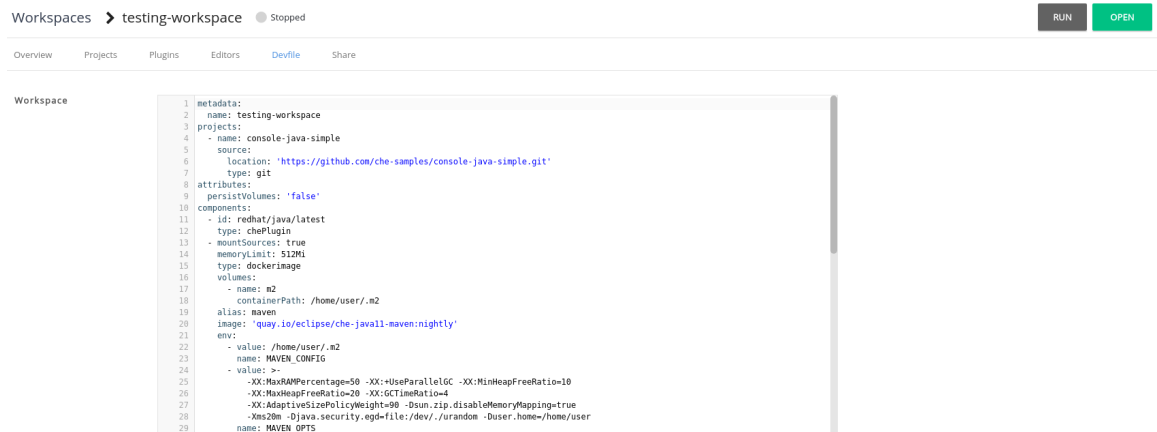 Workspaces > testing-workspace Stopped RUN OPEN
Overview Projects Plugins Editors Devfile Share
Workspace
1 metadata:
2   name: testing-workspace
3 projects:
4   - name: console-java-simple
5     source:
6       location: 'https://github.com/che-samples/console-java-simple.git'
7       type: git
8 attributes:
9   persistVolumes: 'false'
10 components:
11   - id: redhat/java/latest
12     type: chePlugin
13   - mountSources: true
14     memoryLimit: 512Mi
15     type: dockerimage
16     volumes:
17       - name: m2
18         containerPath: /home/user/.m2
19     alias: maven
20     image: 'quay.io/eclipse/che-java11-maven:nightly'
21     env:
22       - value: /home/user/.m2
23         name: MAVEN_CONFIG
24       - value: >-
25           -XX:MaxRAMPercentage=50 -XX:+UseParallelGC -XX:MinHeapFreeRatio=10
26           -XX:MaxHeapFreeRatio=20 -XX:GCTimeRatio=4
27           -XX:AdaptiveSizePolicyWeight=90 -Dsun.zip.disableMemoryMapping=true
28           -Xms20m -Djava.security.egd=file:/dev/./urandom -Duser.home=/home/user
29         name: MAVEN_OPTS